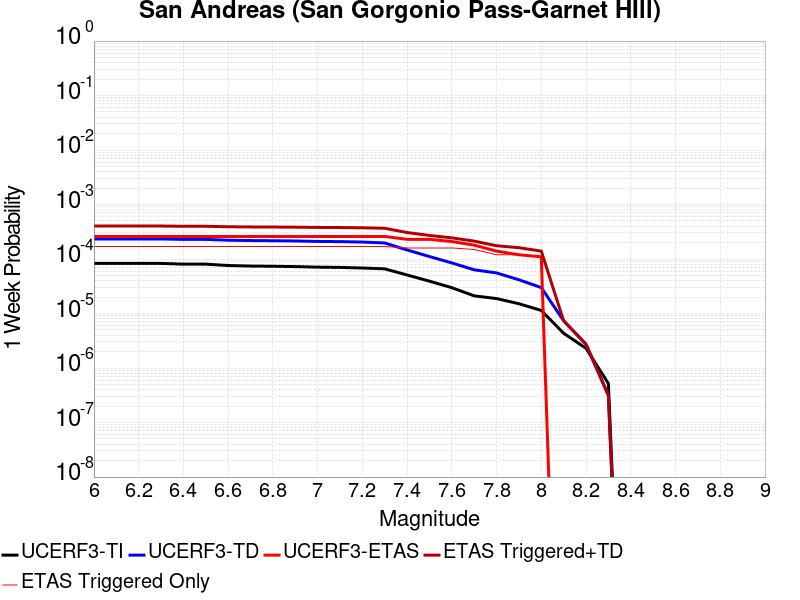 San Andreas (San Gorgonio Pass-Garnet HIll)
10^0
10^-1
10^-2
10^-3
10^-4
10^-5
10^-6
10^-7
10^-8
1 Week Probability
6 6.2 6.4 6.6 6.8 7 7.2 7.4 7.6 7.8 8 8.2 8.4 8.6 8.8 9
Magnitude
UCERF3-TI UCERF3-TD UCERF3-ETAS ETAS Triggered+TD
ETAS Triggered Only